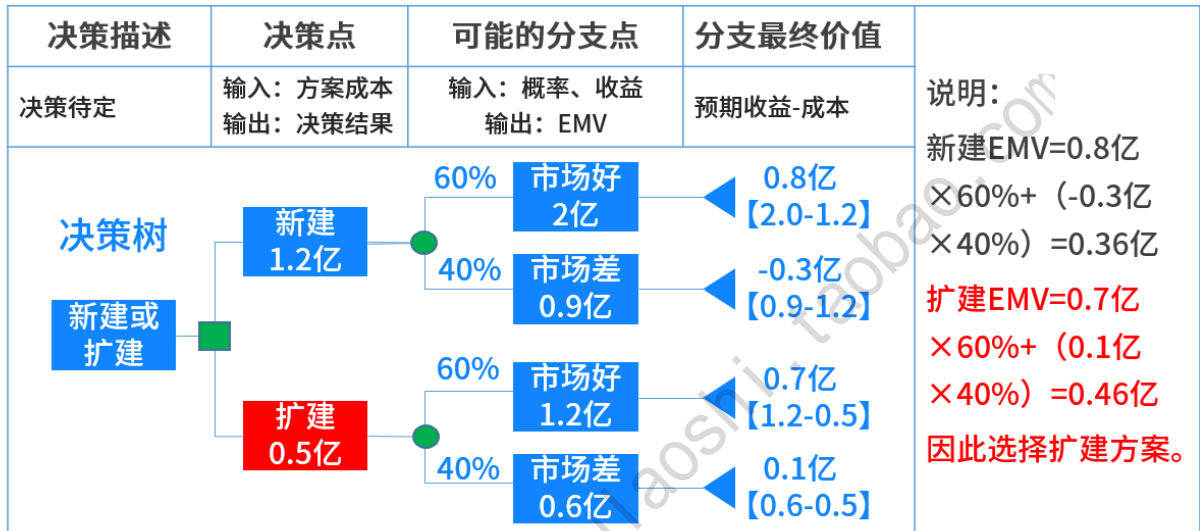 决策描述
决策点
可能的分支点
分支最终价值
决策待定
输入：方案成本
输出：决策结果
输入：概率、收益
输出：EMV
预期收益-成本
决策树
新建或
扩建
新建
1.2亿
扩建
0.5亿
60%
市场好
2亿
0.8亿
【2.0-1.2】
40%
市场差
0.9亿
-0.3亿
【0.9-1.2】
60%
市场好
1.2亿
0.7亿
【1.2-0.5】
40%
市场差
0.6亿
0.1亿
【0.6-0.5】
说明：
新建EMV=0.8亿
×60%+（-0.3亿
×40%）=0.36亿
扩建EMV=0.7亿
×60%+（0.1亿
×40%）=0.46亿
因此选择扩建方案。
laoshi.taobao.com